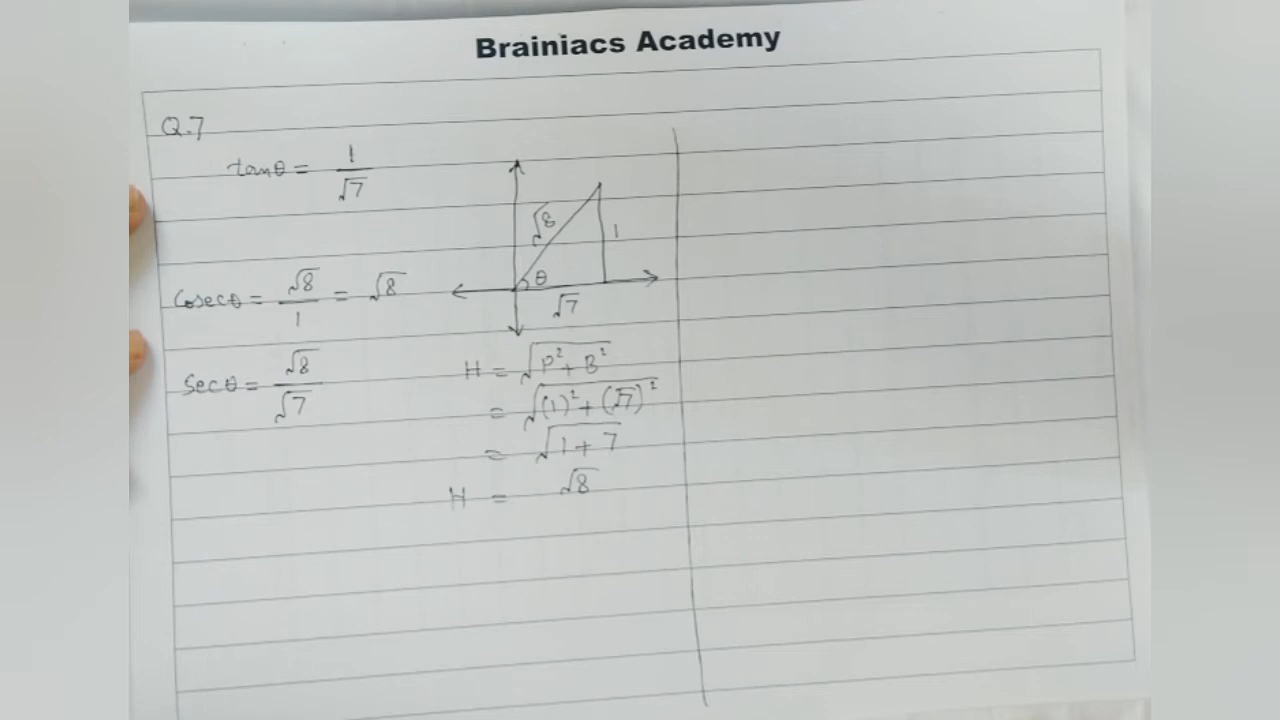 Brainiacs Academy
Q.7
tanθ = 1/√7
√8
1
θ
√7
Cosecθ = √8/1 = √8
Secθ = √8/√7
H = √P²+B²
= √(1)²+(√7)²
= √1+7
H = √8